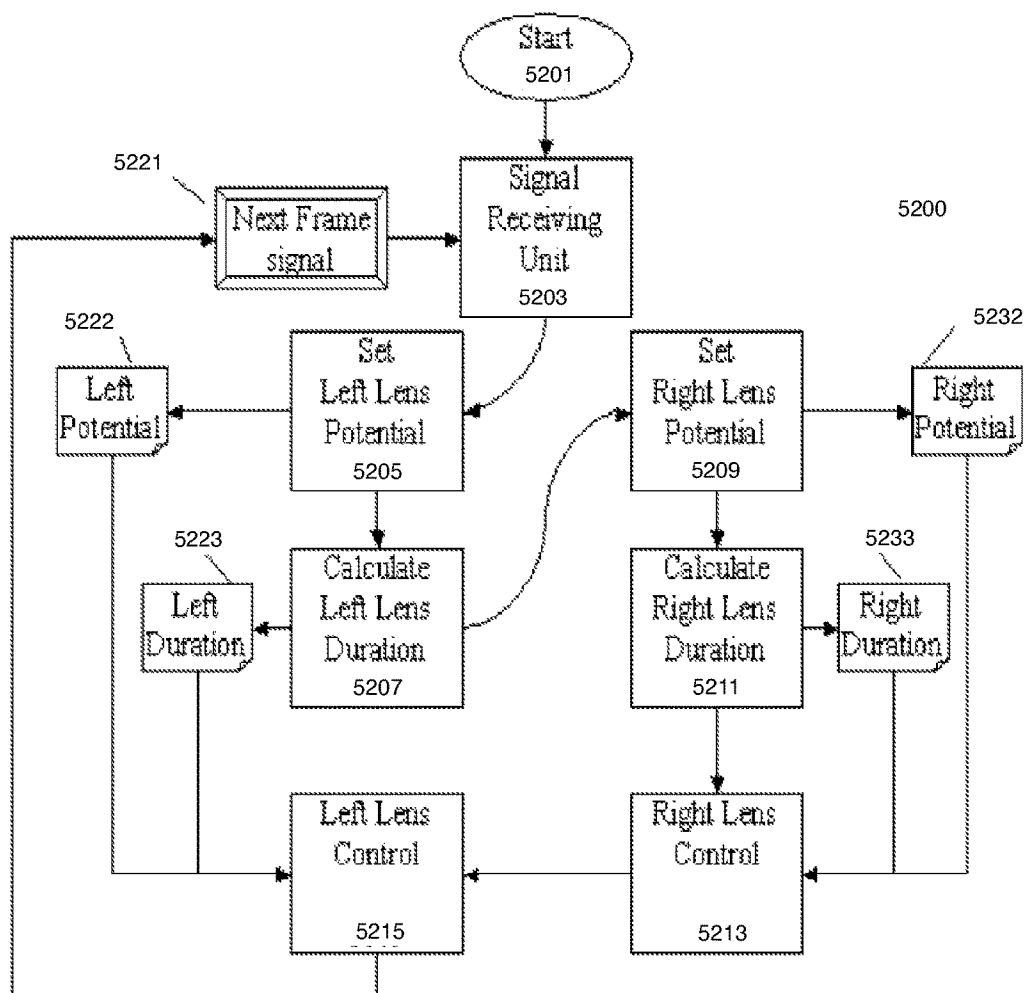 Start
5201
5221
Next Frame
signal
Signal
Receiving
Unit
5203
5200
5222
Left
Potential
Set
Left Lens
Potential
5205
Set
Right Lens
Potential
5209
5232
Right
Potential
5223
Left
Duration
Calculate
Left Lens
Duration
5207
Calculate
Right Lens
Duration
5211
5233
Right
Duration
Left Lens
Control
5215
Right Lens
Control
5213